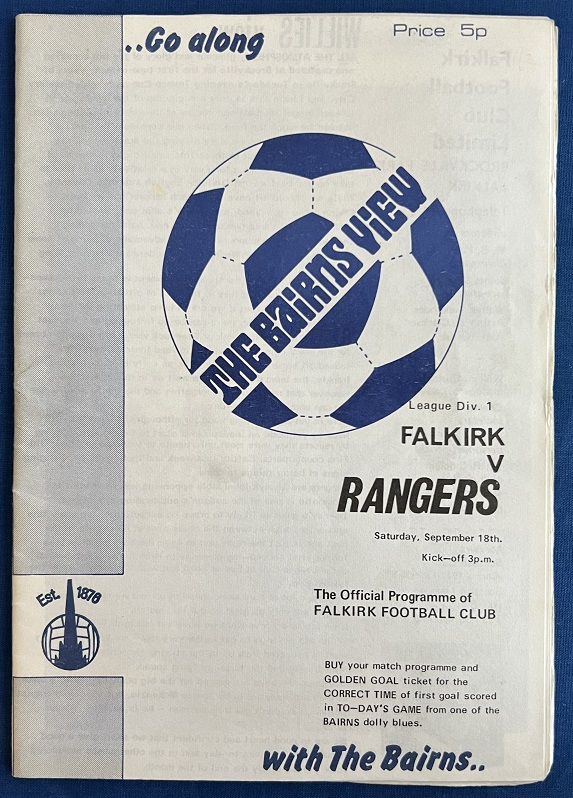 ..Go along
Price 5p
THE BAIRNS VIEW
League Div. 1
FALKIRK
V
RANGERS
Saturday, September 18th.
Kick—off 3p.m.
Est. 1876
The Official Programme of
FALKIRK FOOTBALL CLUB
BUY your match programme and
GOLDEN GOAL ticket for the
CORRECT TIME of first goal scored
in TO—DAY'S GAME from one of the
BAIRNS dolly blues.
with The Bairns..